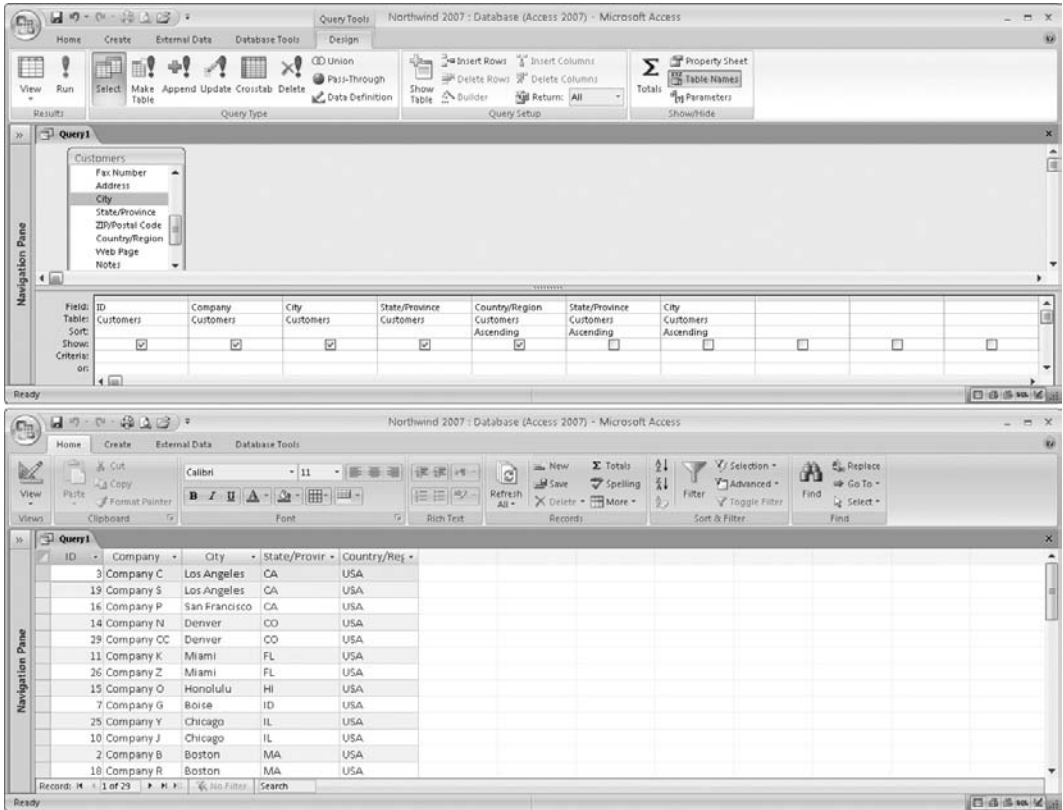 Query Tools Northwind 2007 : Database (Access 2007) - Microsoft Access
Home Create External Data Database Tools Design
View Run Select Make Table Append Update Crosstab Delete
Union
Pass-Through
Data Definition
Show Table
Insert Rows Insert Columns
Delete Rows Delete Columns
Builder Return: All
Totals
Property Sheet
Table Names
Parameters
Results Query Type Query Setup Show/Hide
Query1
Navigation Pane
Customers
Fax Number
Address
City
State/Province
ZIP/Postal Code
Country/Region
Web Page
Notes
Field: ID Company City State/Province Country/Region State/Province City
Table: Customers Customers Customers Customers Customers Customers Customers
Sort: Ascending Ascending Ascending
Show:
Criteria:
or:
Ready SQL
Northwind 2007 : Database (Access 2007) - Microsoft Access
Home Create External Data Database Tools
View Paste
Cut
Copy
Format Painter
Calibri 11
B I U A
Refresh All
New Totals
Save Spelling
Delete More
Filter
Selection
Advanced
Toggle Filter
Find
Replace
Go To
Select
Views Clipboard Font Rich Text Records Sort & Filter Find
Query1
Navigation Pane
ID Company City State/Provir Country/Reg
3 Company C Los Angeles CA USA
19 Company S Los Angeles CA USA
16 Company P San Francisco CA USA
14 Company N Denver CO USA
29 Company CC Denver CO USA
11 Company K Miami FL USA
26 Company Z Miami FL USA
15 Company O Honolulu HI USA
7 Company G Boise ID USA
25 Company Y Chicago IL USA
10 Company J Chicago IL USA
2 Company B Boston MA USA
18 Company R Boston MA USA
Record: 1 of 29 No Filter Search
Ready SQL